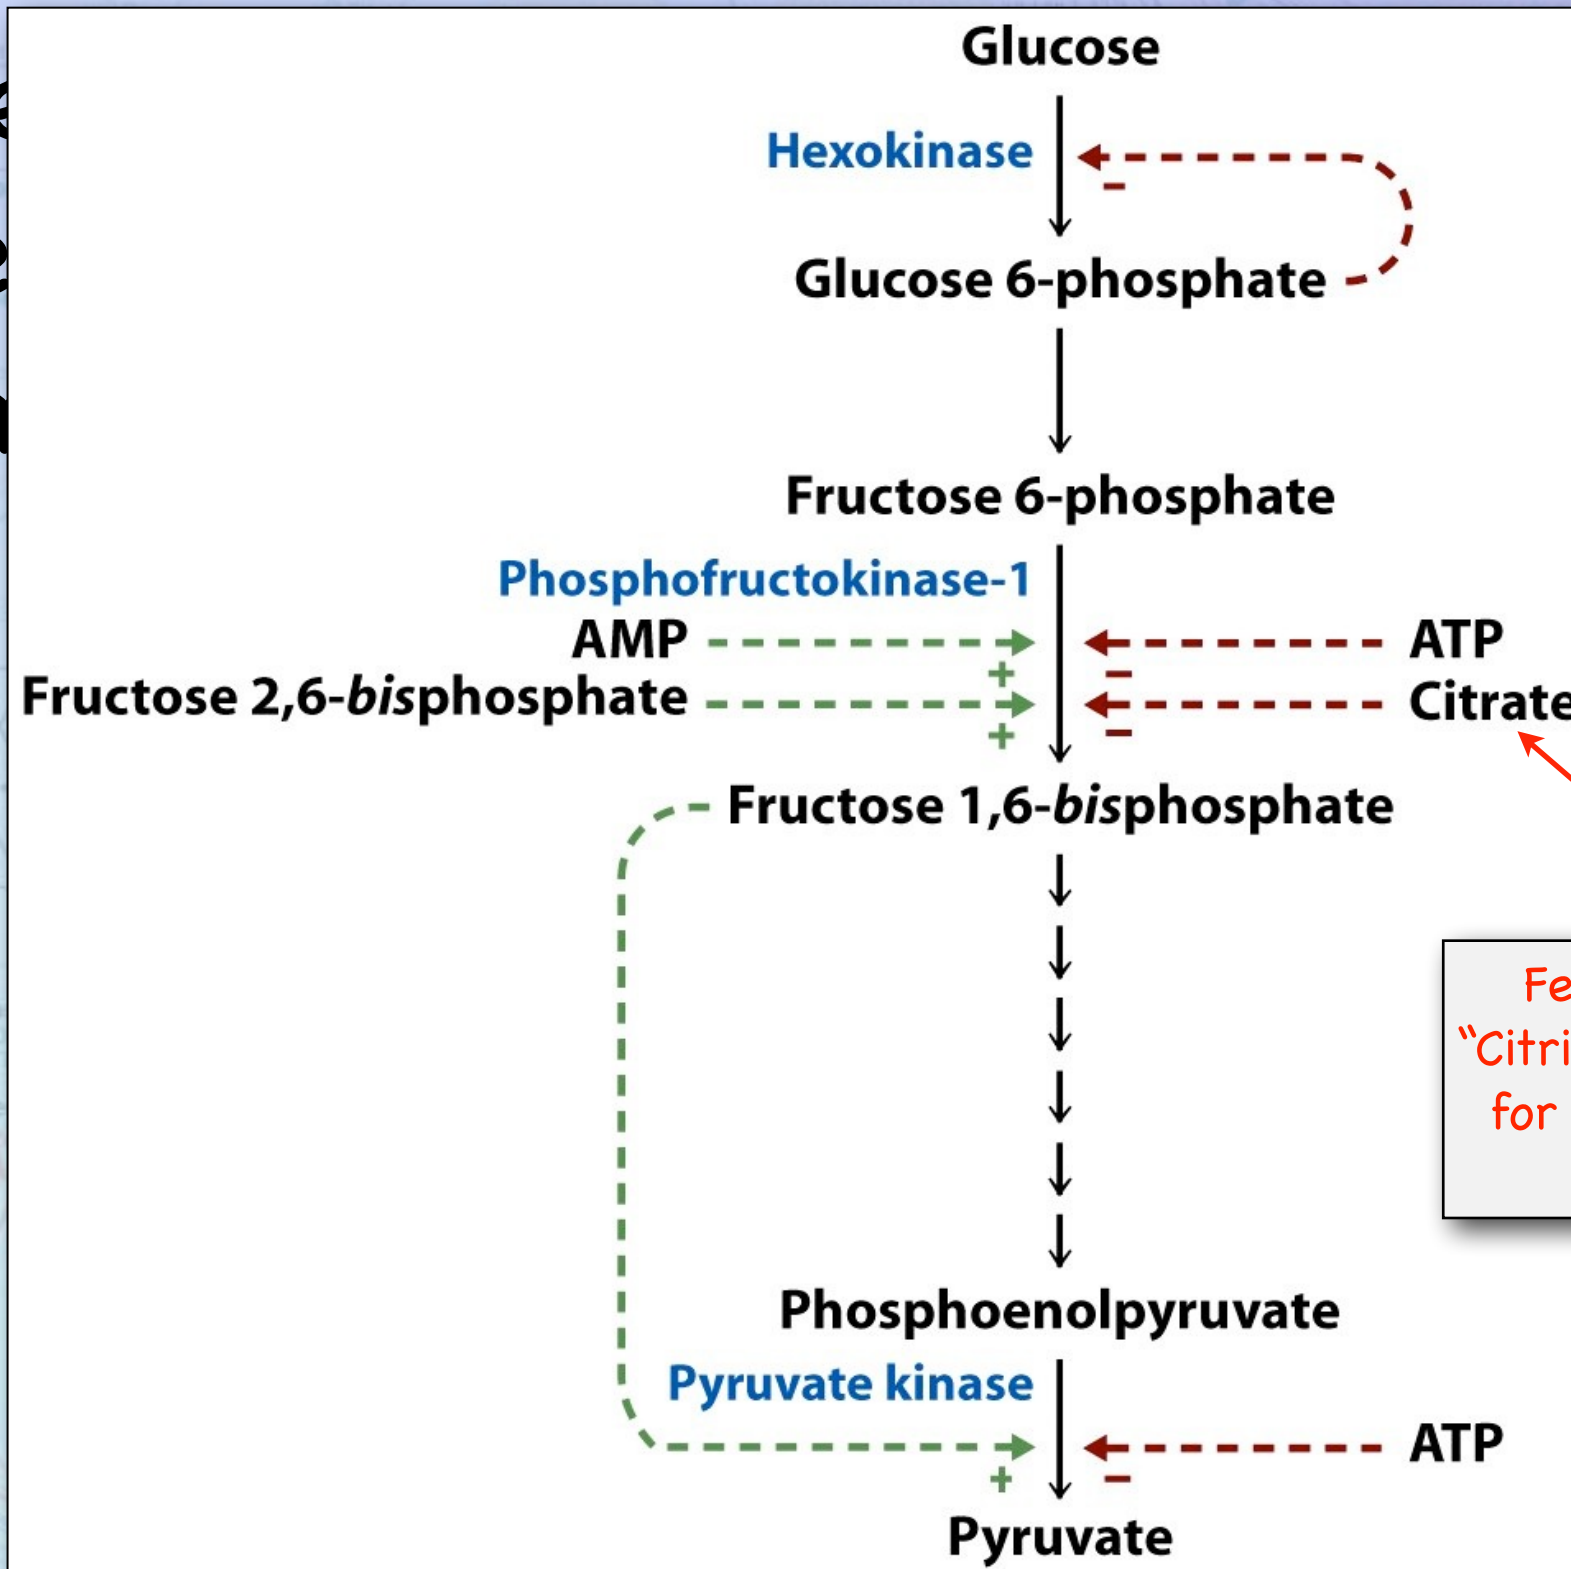 Glucose
Hexokinase
-
Glucose 6-phosphate
Fructose 6-phosphate
Phosphofructokinase-1
AMP
ATP
+
-
Fructose 2,6-bisphosphate
Citrate
+
-
Fructose 1,6-bisphosphate
for
Phosphoenolpyruvate
Pyruvate kinase
ATP
+
-
Pyruvate